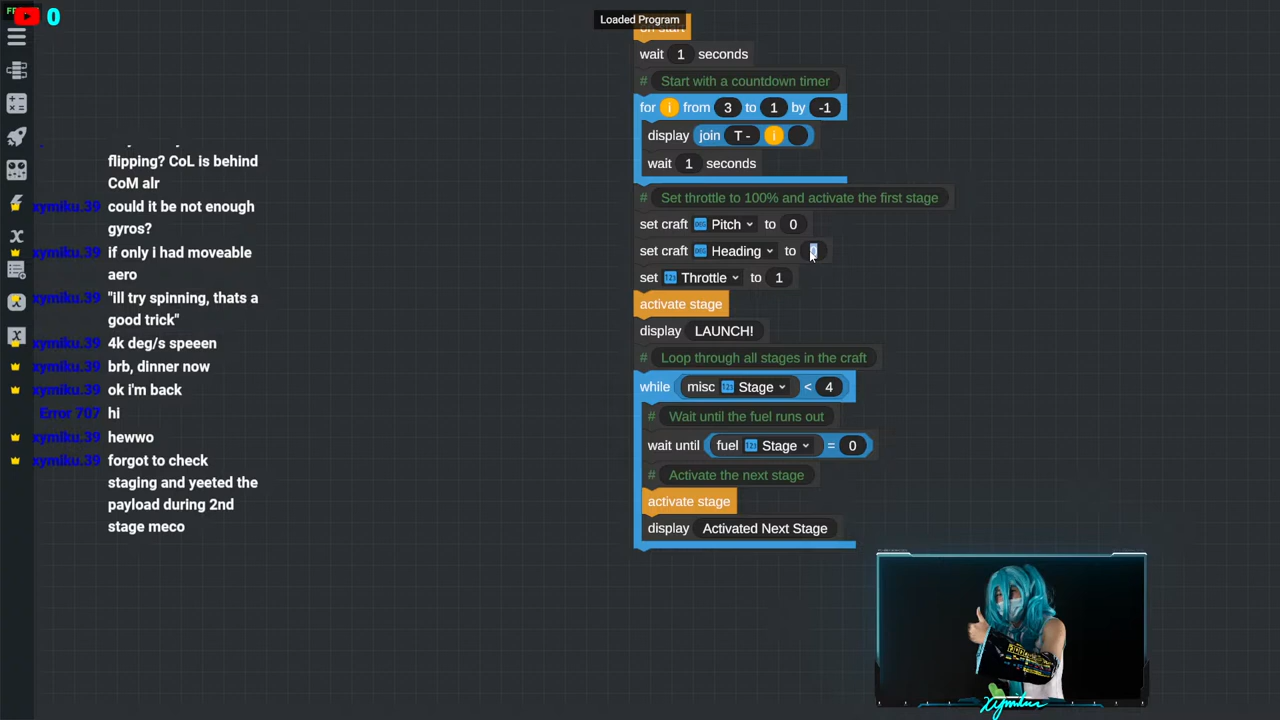 0
Loaded Program
on start
wait 1 seconds
# Start with a countdown timer
for i from 3 to 1 by -1
display join T - i
wait 1 seconds
# Set throttle to 100% and activate the first stage
set craft Pitch to 0
set craft Heading to 0
set Throttle to 1
activate stage
display LAUNCH!
# Loop through all stages in the craft
while misc Stage < 4
# Wait until the fuel runs out
wait until fuel Stage = 0
# Activate the next stage
activate stage
display Activated Next Stage
flipping? CoL is behind
CoM alr
xymiku.39 could it be not enough
gyros?
xymiku.39 if only i had moveable
aero
xymiku.39 "ill try spinning, thats a
good trick"
xymiku.39 4k deg/s speeen
xymiku.39 brb, dinner now
xymiku.39 ok i'm back
Error 707 hi
xymiku.39 hewwo
xymiku.39 forgot to check
staging and yeeted the
payload during 2nd
stage meco
xymiku